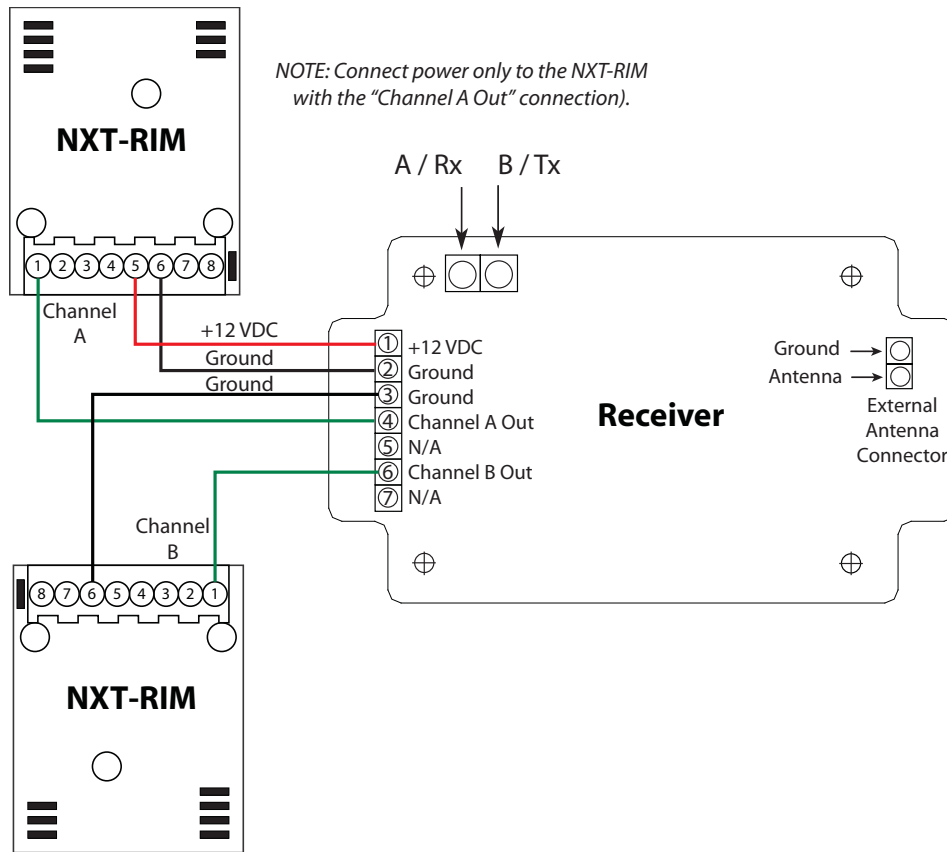 NOTE: Connect power only to the NXT-RIM
with the “Channel A Out” connection).
NXT-RIM
1 2 3 4 5 6 7 8
Channel
A
A / Rx B / Tx
+12 VDC
Ground
Ground
1 +12 VDC
2 Ground
3 Ground
4 Channel A Out
5 N/A
6 Channel B Out
7 N/A
Receiver
Ground
Antenna
External
Antenna
Connector
Channel
B
8 7 6 5 4 3 2 1
NXT-RIM